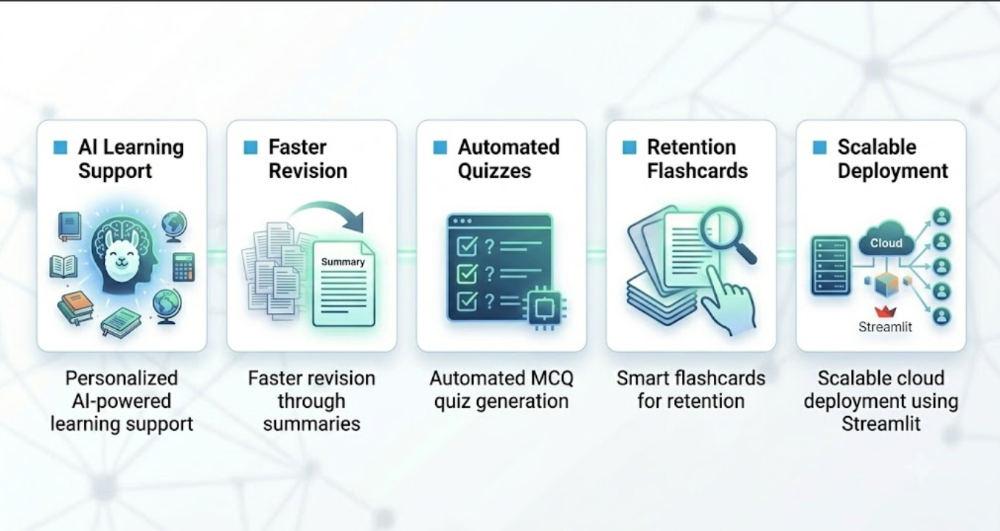 AI Learning
Support
Faster
Revision
Summary
Automated
Quizzes
? 
?
?
Retention
Flashcards
Scalable
Deployment
Cloud
Streamlit
Personalized
AI-powered
learning support
Faster revision
through
summaries
Automated MCQ
quiz generation
Smart flashcards
for retention
Scalable cloud
deployment using
Streamlit